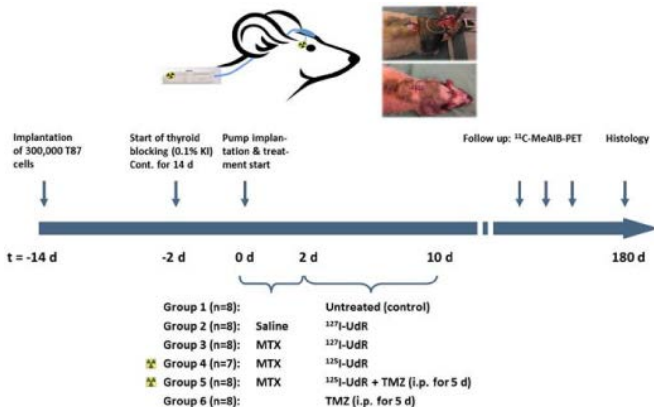 Implantation
of 300,000 T87
cells
Start of thyroid
blocking (0.1% KI)
Cont. for 14 d
Pump implan-
tation & treat-
ment start
Follow up: ¹¹C-MeAIB-PET
Histology
t = -14 d
-2 d
0 d
2 d
10 d
180 d
Group 1 (n=8): Untreated (control)
Group 2 (n=8): Saline ¹²⁷I-UdR
Group 3 (n=8): MTX ¹²⁷I-UdR
Group 4 (n=7): MTX ¹²⁵I-UdR
Group 5 (n=8): MTX ¹²⁵I-UdR + TMZ (i.p. for 5 d)
Group 6 (n=8): TMZ (i.p. for 5 d)